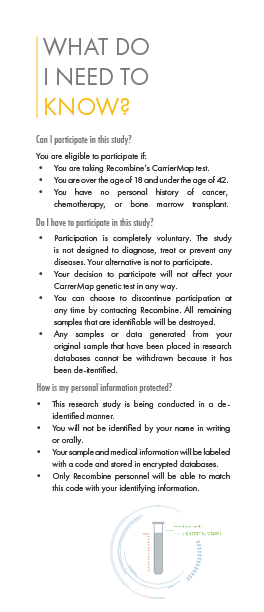 WHAT DO
I NEED TO
KNOW?
Can I participate in this study?
You are eligible to participate if:
• You are taking Recombine's CarrierMap test.
• You are over the age of 18 and under the age of 42.
• You have no personal history of cancer,
chemotherapy, or bone marrow transplant.
Do I have to participate in this study?
• Participation is completely voluntary. The study
is not designed to diagnose, treat or prevent any
diseases. Your alternative is not to participate.
• Your decision to participate will not affect your
CarrerMap genetic test in any way.
• You can choose to discontinue participation at
any time by contacting Recombine. All remaining
samples that are identifiable will be destroyed.
• Any samples or data generated from your
original sample that have been placed in research
databases cannot be withdrawn because it has
been de-itentified.
How is my personal information protected?
• This research study is being conducted in a de-
identified manner.
• You will not be identified by your name in writing
or orally.
• Your sample and medical information will be labeled
with a code and stored in encrypted databases.
• Only Recombine personnel will be able to match
this code with your identifying information.